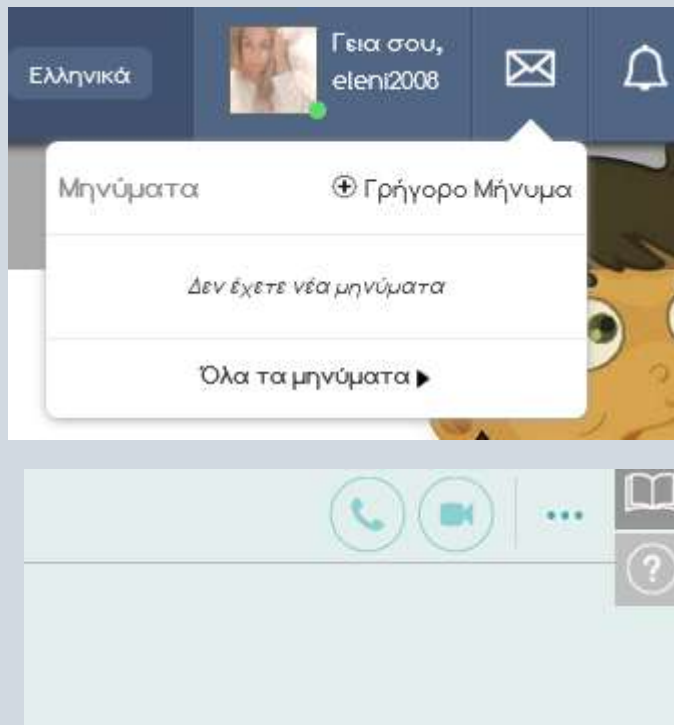 Ελληνικά
Γεια σου,
eleni2008
Μηνύματα
Γρήγορο Μήνυμα
Δεν έχετε νέα μηνύματα
Όλα τα μηνύματα